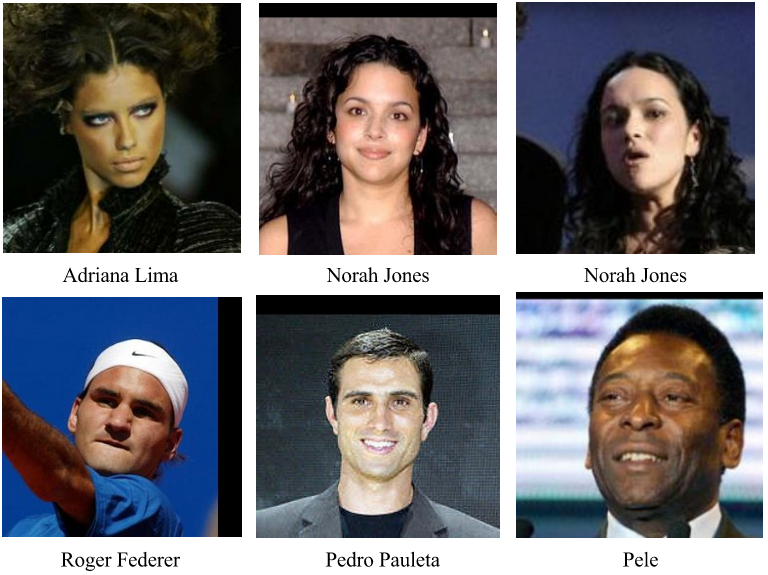 Adriana Lima
Norah Jones
Norah Jones
Roger Federer
Pedro Pauleta
Pele